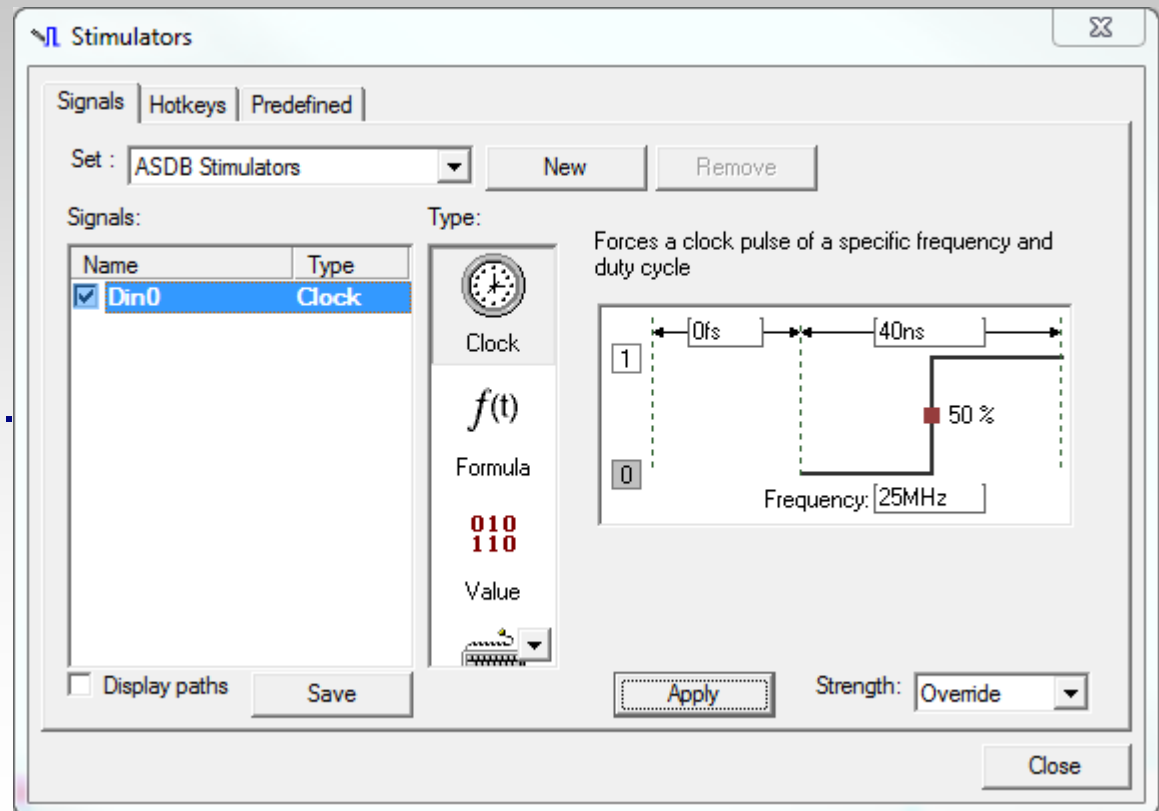 Stimulators
Signals Hotkeys Predefined
Set : ASDB Stimulators New Remove
Signals:
Name Type
Din0 Clock
Type:
Clock
f(t)
Formula
010
110
Value
Forces a clock pulse of a specific frequency and
duty cycle
0fs 40ns
1
50 %
0
Frequency: 25MHz
Display paths Save Apply Strength: Override
Close